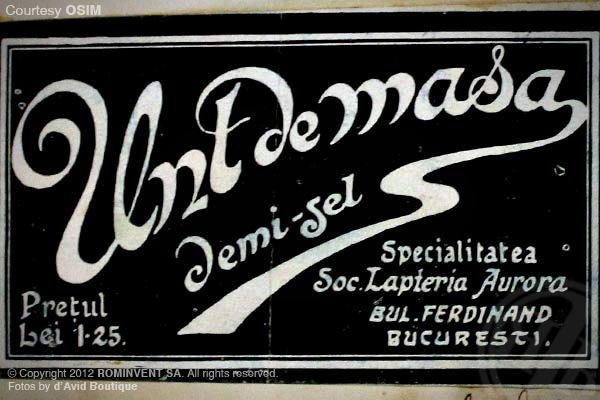 Courtesy OSIM
Unt de masa
demi-sel
Specialitatea
Soc. Lapteria Aurora
BUL. FERDINAND
BUCURESTI.
Pretul
Lei 1·25.
Copyright © 2012 ROMINVENT SA. All rights reserved.
Fotos by d'Avid Boutique